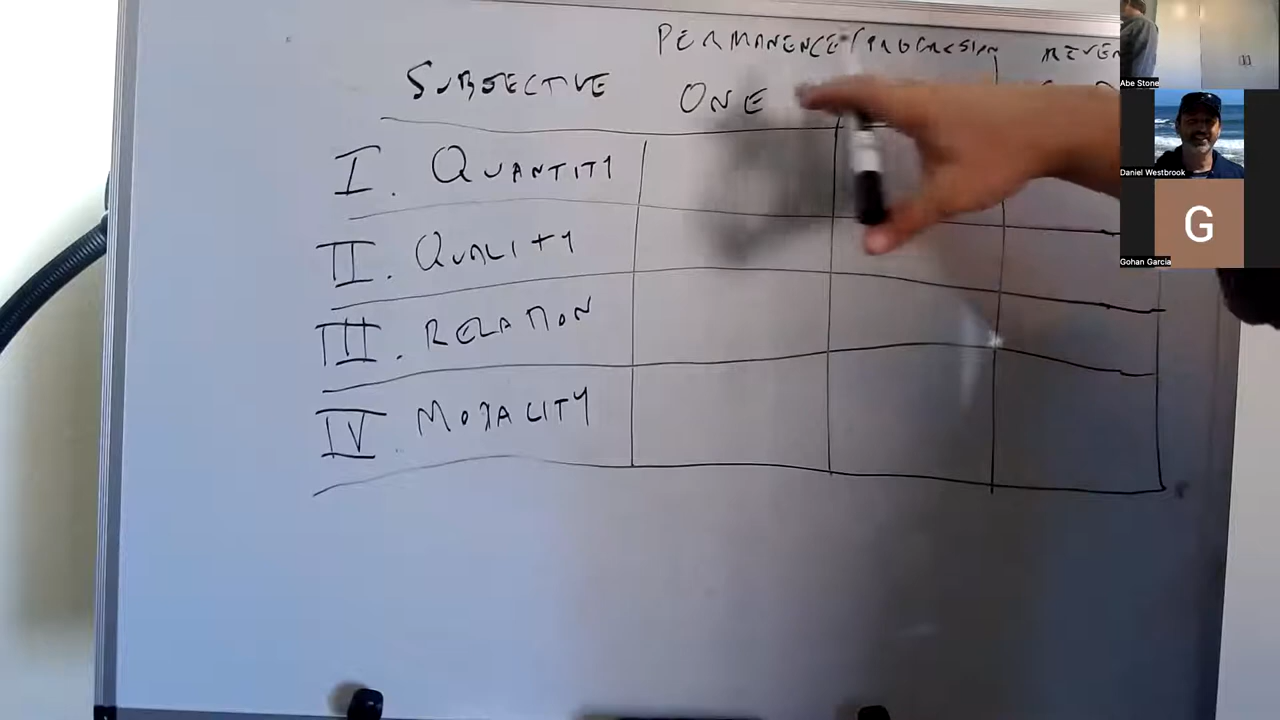 PERMANENCE/PROGRESSION
SUBJECTIVE ONE
I. QUANTITY
II. QUALITY
III. RELATION
IV. MODALITY
Abe Stone
Daniel Westbrook
G
Gohan Garcia